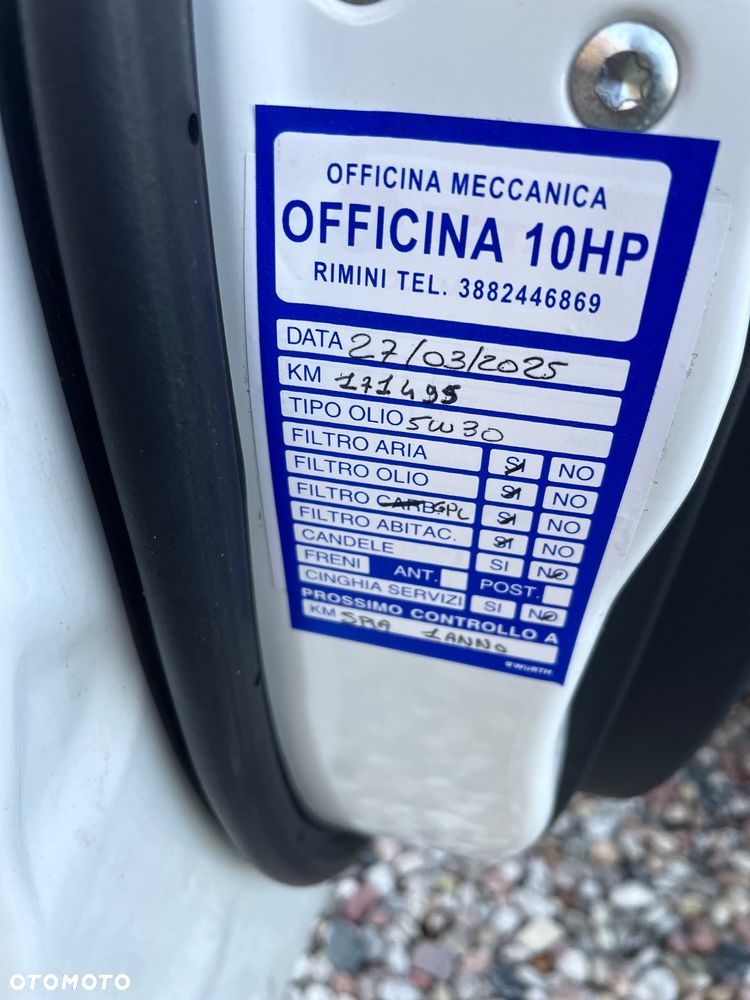 OFFICINA MECCANICA
OFFICINA 10HP
RIMINI TEL. 3882446869
DATA 27/03/2025
KM 171495
TIPO OLIO 5W30
FILTRO ARIA SI NO
FILTRO OLIO SI NO
FILTRO CARB. GPL SI NO
FILTRO ABITAC. SI NO
CANDELE SI NO
FRENI ANT. POST.
CINGHIA SERVIZI SI NO
PROSSIMO CONTROLLO A
KM SPIA 1 ANNO
WÜRTH
OTOMOTO